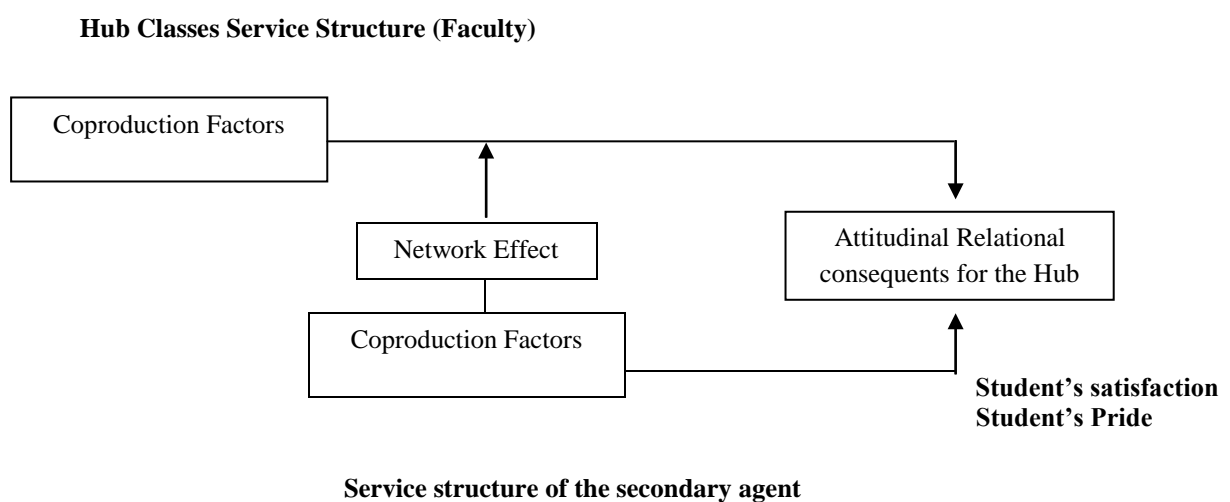 Hub Classes Service Structure (Faculty)
Coproduction Factors
Network Effect
Attitudinal Relational
consequents for the Hub
Coproduction Factors
Student's satisfaction
Student's Pride
Service structure of the secondary agent